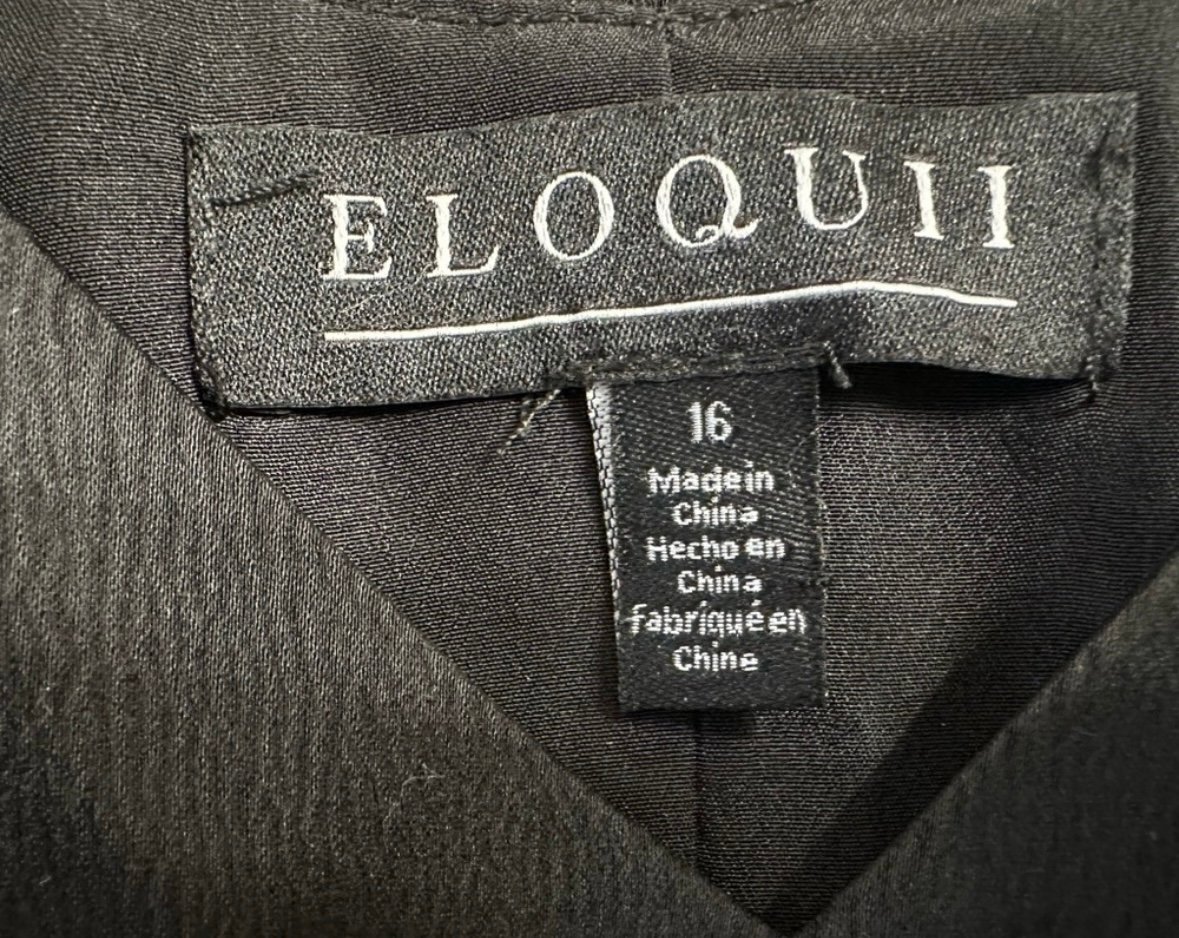 ELOQUII
16
Made in
China
Hecho en
China
Fabriqué en
Chine